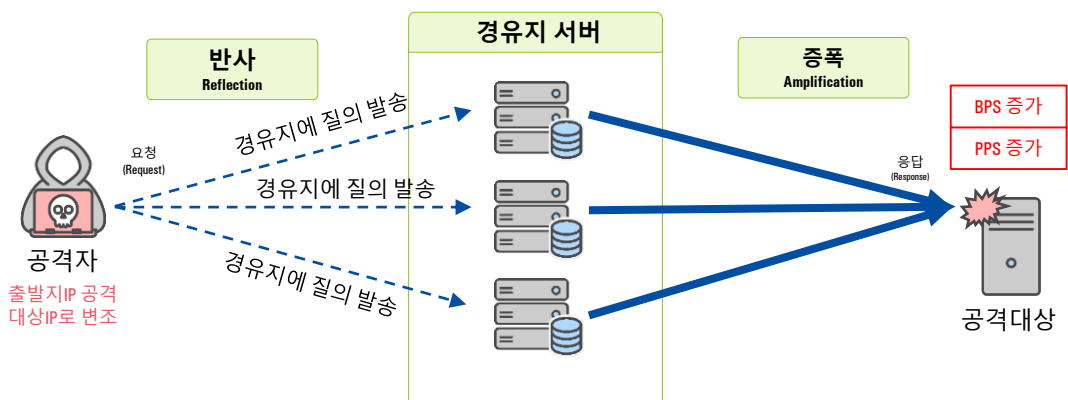 반사
Reflection
경유지 서버
증폭
Amplification
BPS 증가
PPS 증가
요청
(Request)
경유지에 질의 발송
경유지에 질의 발송
경유지에 질의 발송
응답
(Response)
공격자
출발지IP 공격
대상IP로 변조
공격대상